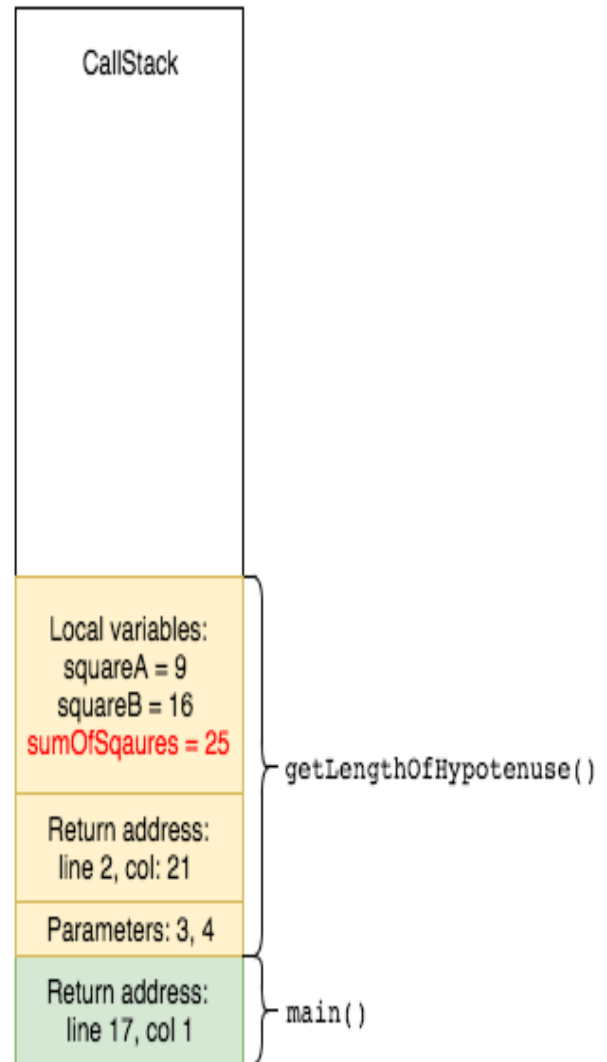 CallStack
Local variables:
squareA = 9
squareB = 16
sumOfSqaures = 25
getLengthOfHypotenuse()
Return address:
line 2, col: 21
Parameters: 3, 4
Return address:
line 17, col 1
main()